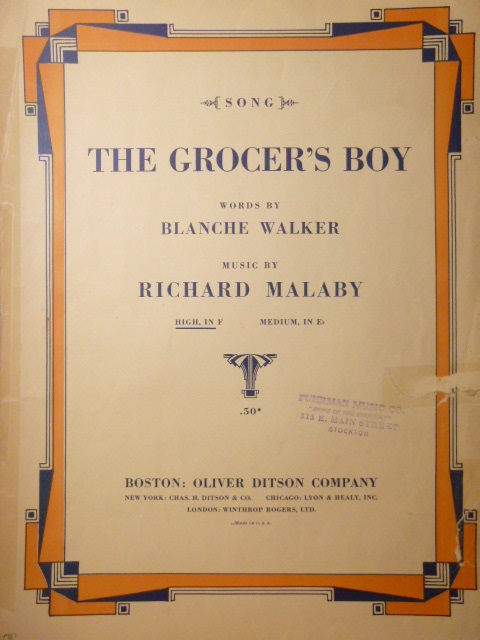 SONG
THE GROCER'S BOY
WORDS BY
BLANCHE WALKER
MUSIC BY
RICHARD MALABY
HIGH, IN F MEDIUM, IN E♭
.50*
MUSIC CO.
E. MAIN STREET
STOCKTON
BOSTON: OLIVER DITSON COMPANY
NEW YORK: CHAS. H. DITSON & CO. CHICAGO: LYON & HEALY, INC.
LONDON: WINTHROP ROGERS, LTD.
Made in U.S.A.